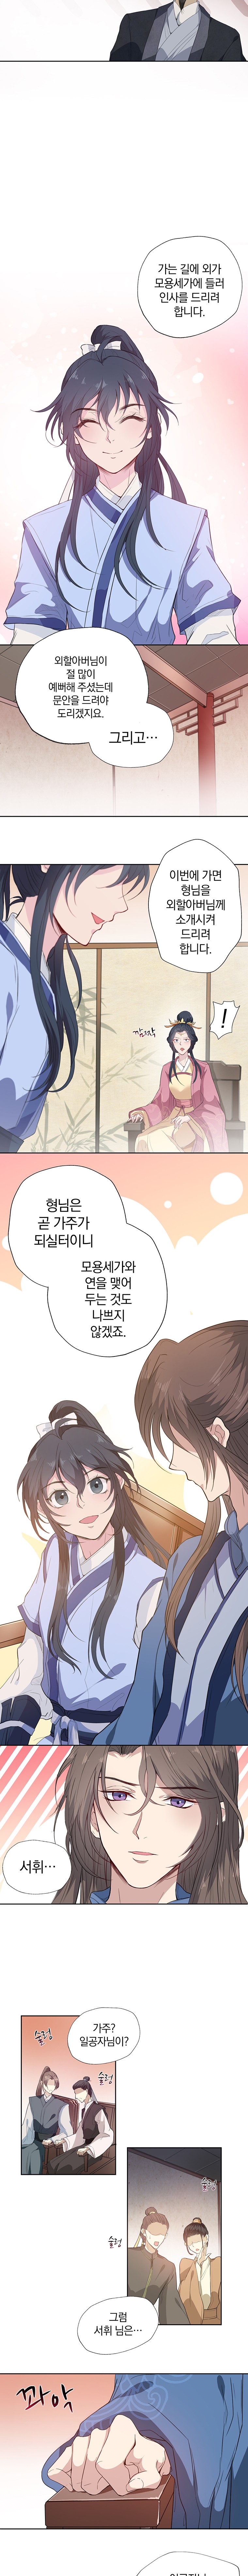 가는 길에 외가
모용세가에 들러
인사를 드리려
합니다.
외할아버님이
절 많이
예뻐해 주셨는데
문안을 드려야
도리겠지요.
그리고…
이번에 가면
형님을
외할아버님께
소개시켜
드리려
합니다.
!
깜짝
형님은
곧 가주가
되실터이니
모용세가와
연을 맺어
두는 것도
나쁘지
않겠죠.
서휘…
가주?
일공자님이?
술렁
술렁
술렁
술렁
그럼
서휘 님은…
꽈악